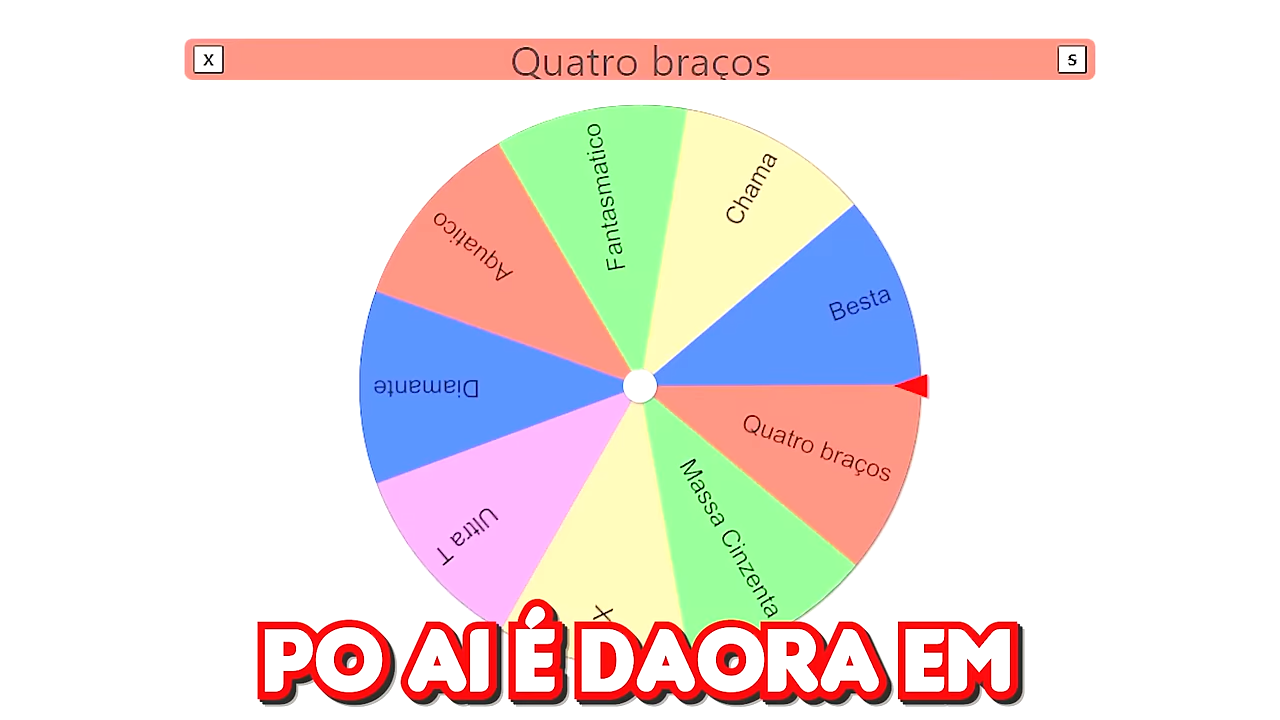 X
Quatro braços
S
Fantasmatico
Chama
Aquatico
Besta
Diamante
Quatro braços
Massa Cinzenta
Ultra T
PO AI É DAORA EM